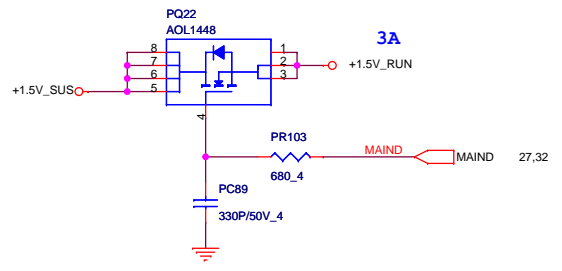 PQ22
AOL1448
3A
8
7
6
5
1
2
3
+1.5V_SUS
+1.5V_RUN
4
PR103
680_4
MAIND
MAIND
27,32
PC89
330P/50V_4